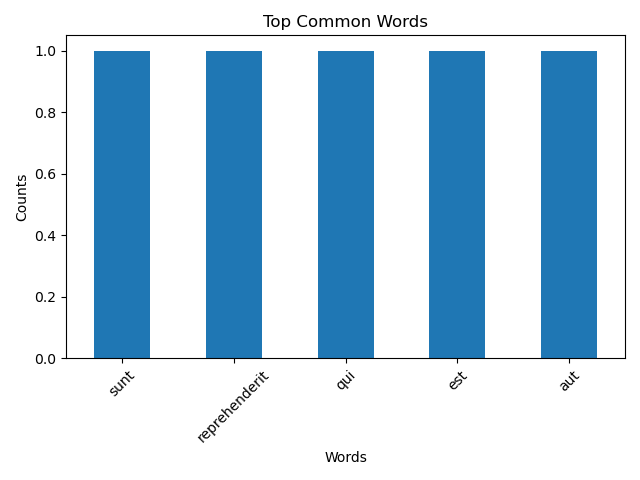 Top Common Words
Counts
1.0
0.8
0.6
0.4
0.2
0.0
sunt
reprehenderit
qui
est
aut
Words